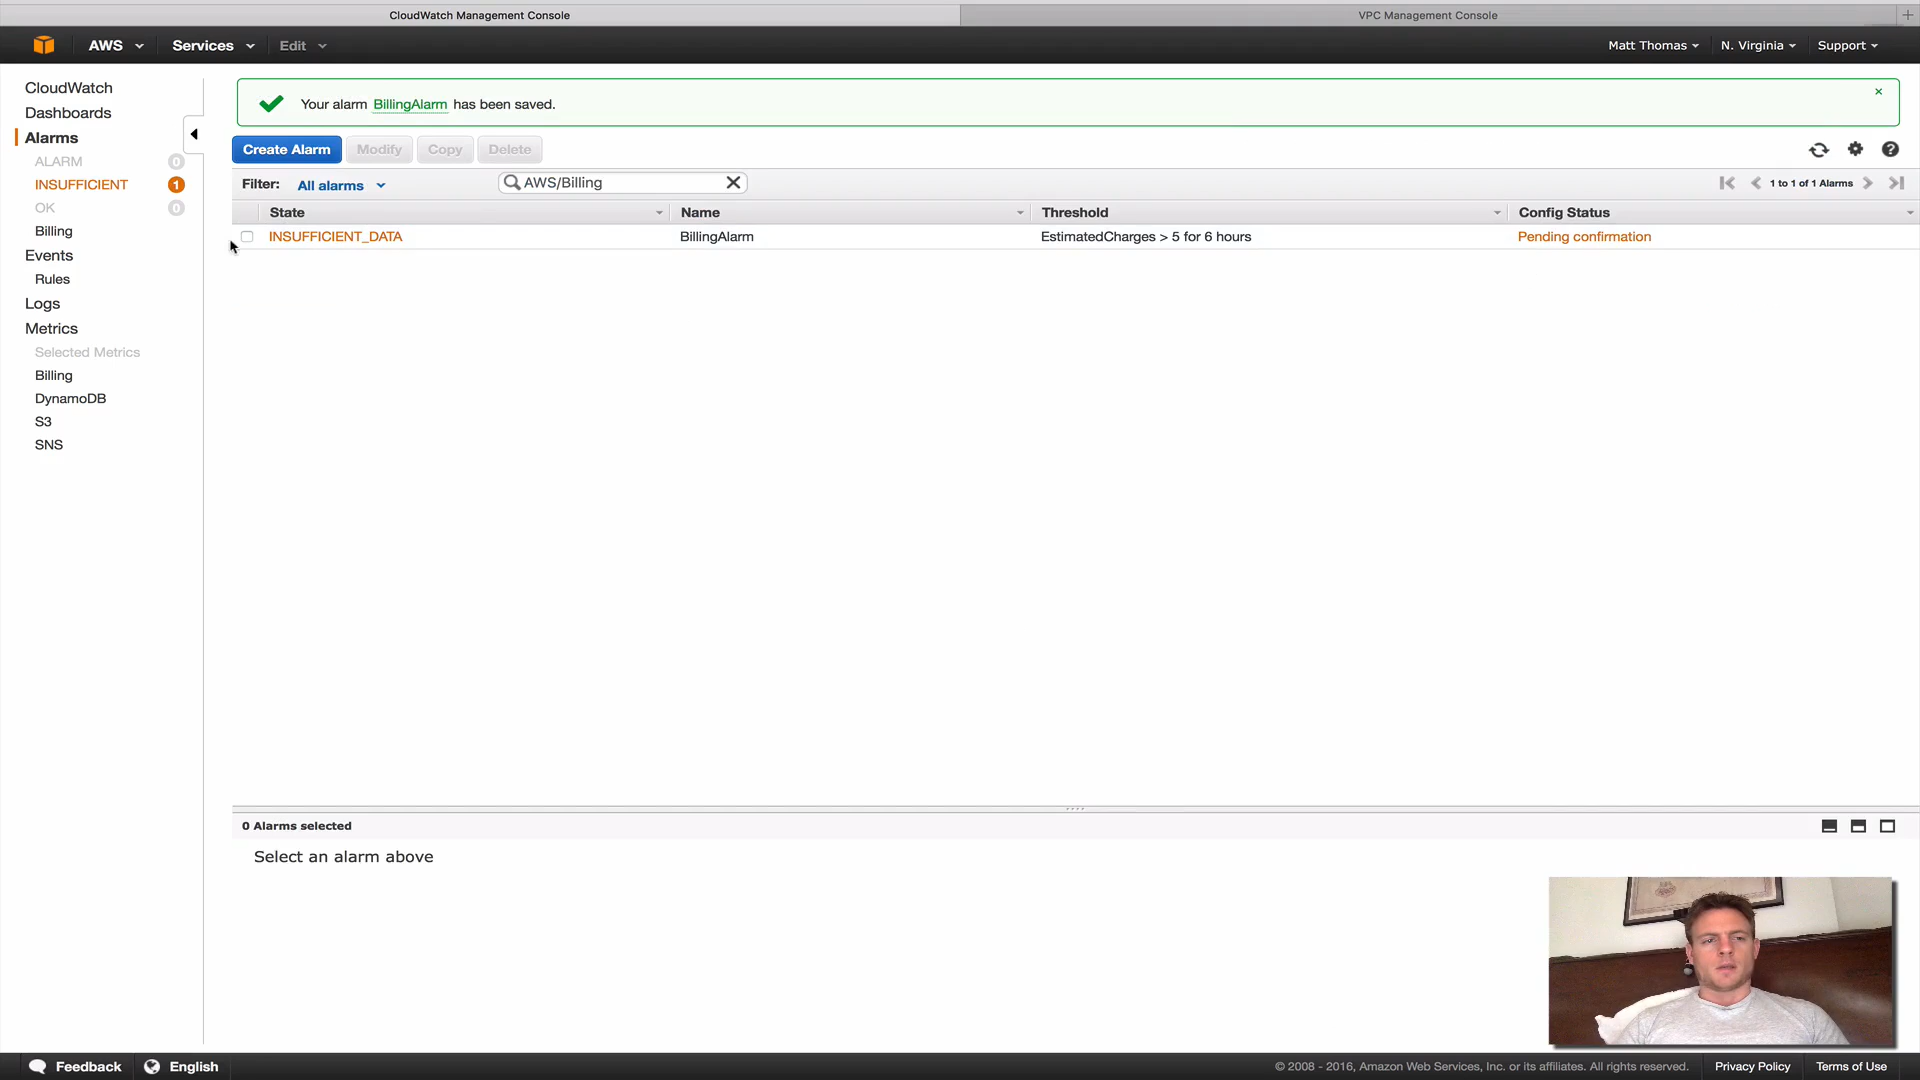 CloudWatch Management Console
VPC Management Console
AWS
Services
Edit
Matt Thomas
N. Virginia
Support
CloudWatch
Dashboards
Alarms
ALARM 0
INSUFFICIENT 1
OK 0
Billing
Events
Rules
Logs
Metrics
Selected Metrics
Billing
DynamoDB
S3
SNS
Your alarm BillingAlarm has been saved.
Create Alarm
Modify
Copy
Delete
Filter: All alarms
AWS/Billing
1 to 1 of 1 Alarms
State Name Threshold Config Status
INSUFFICIENT_DATA BillingAlarm EstimatedCharges > 5 for 6 hours Pending confirmation
0 Alarms selected
Select an alarm above
Feedback
English
© 2008 - 2016, Amazon Web Services, Inc. or its affiliates. All rights reserved.
Privacy Policy
Terms of Use